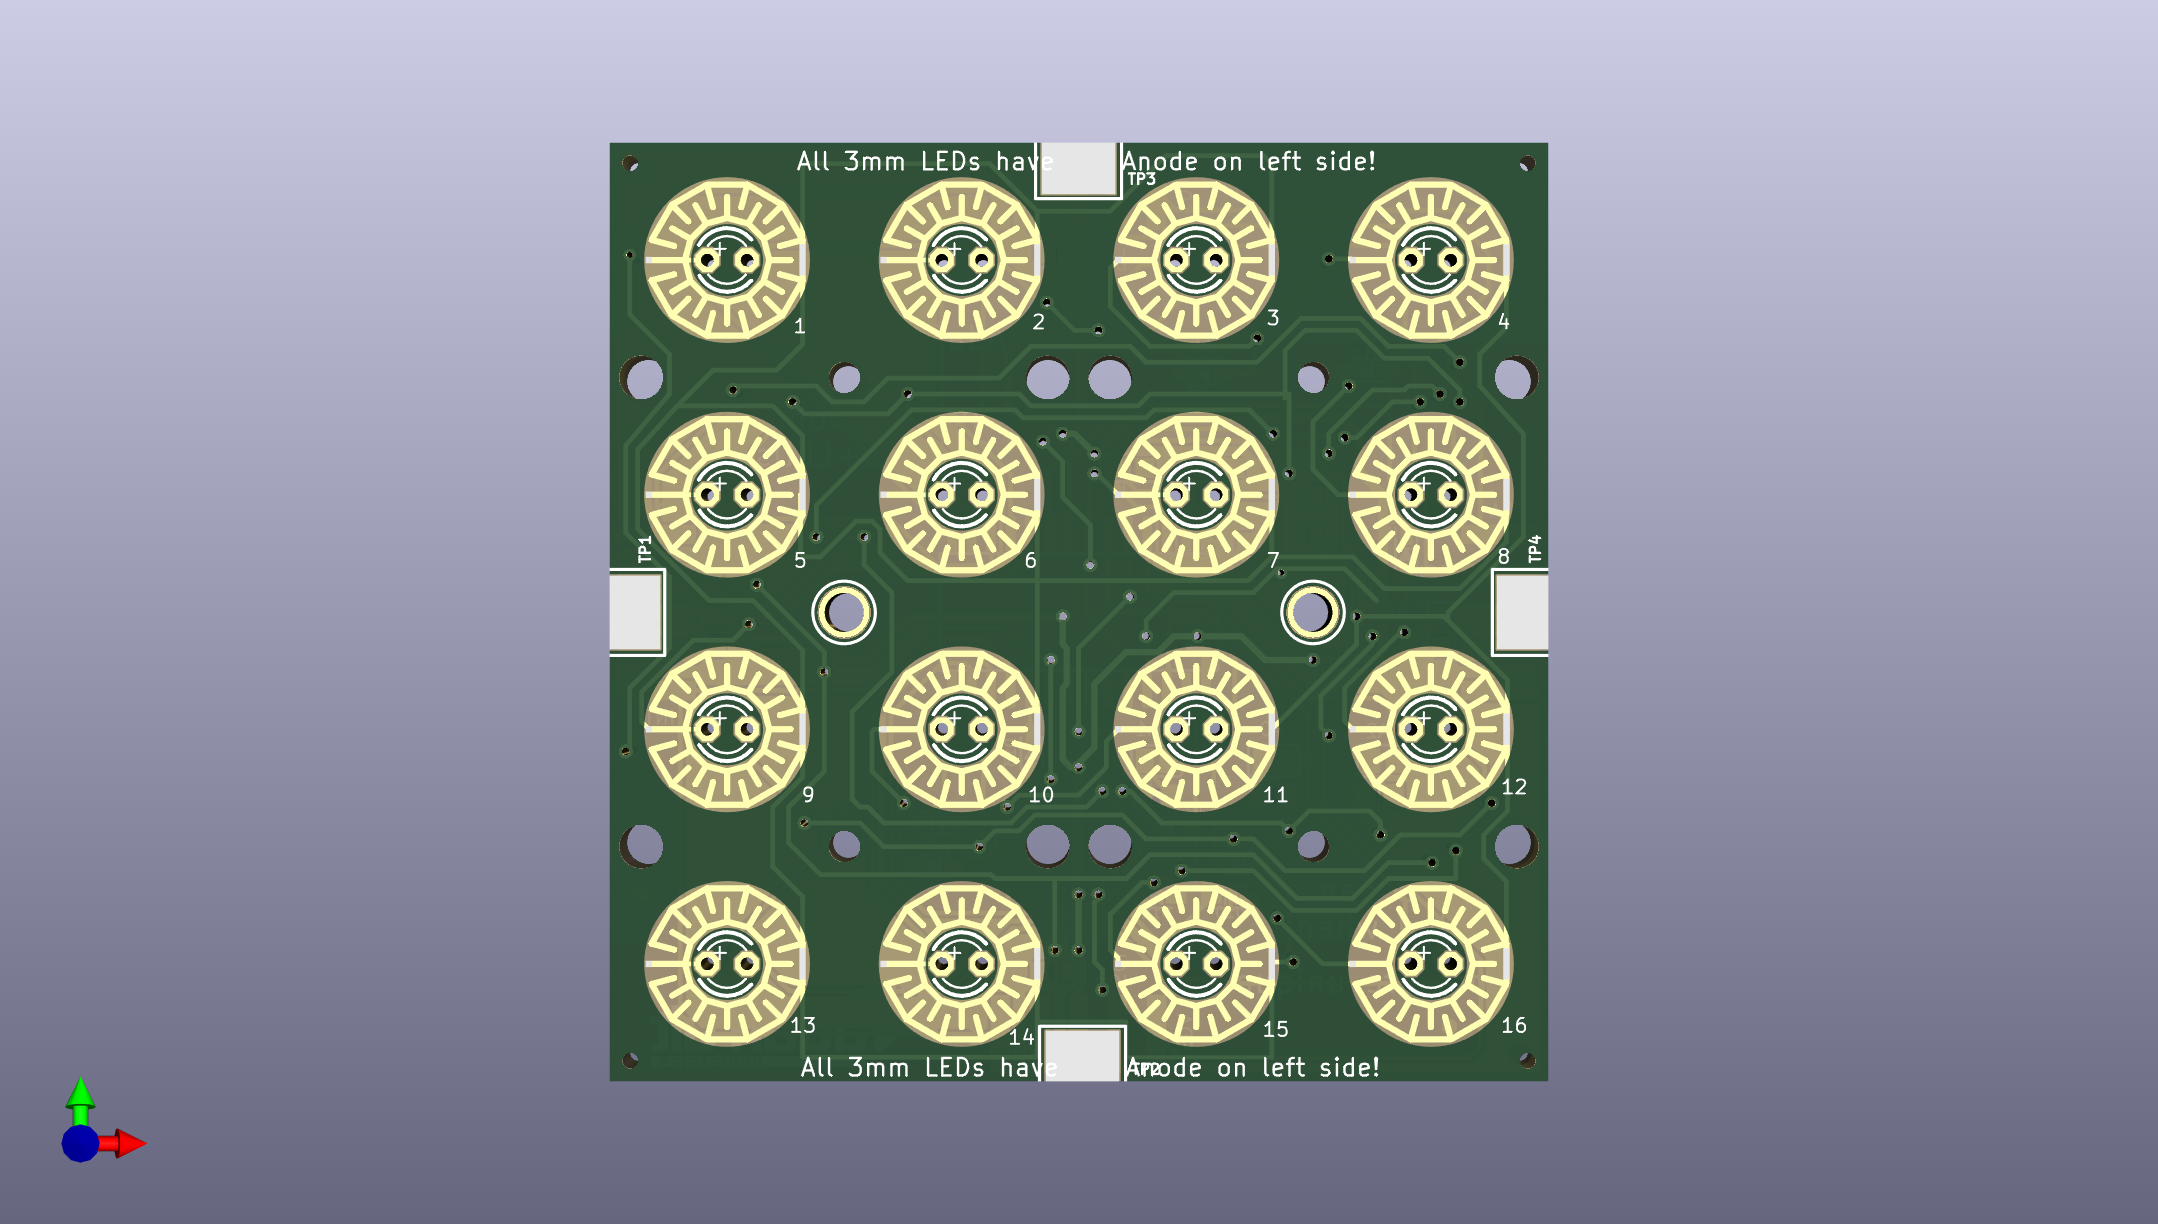 All 3mm LEDs have Anode on left side!
TP3
+ + + +
1 2 3 4
+ + + +
TP1 5 6 7 8 TP4
+ + + +
9 10 11 12
+ + + +
13 14 15 16
All 3mm LEDs have Anode on left side!
TP2